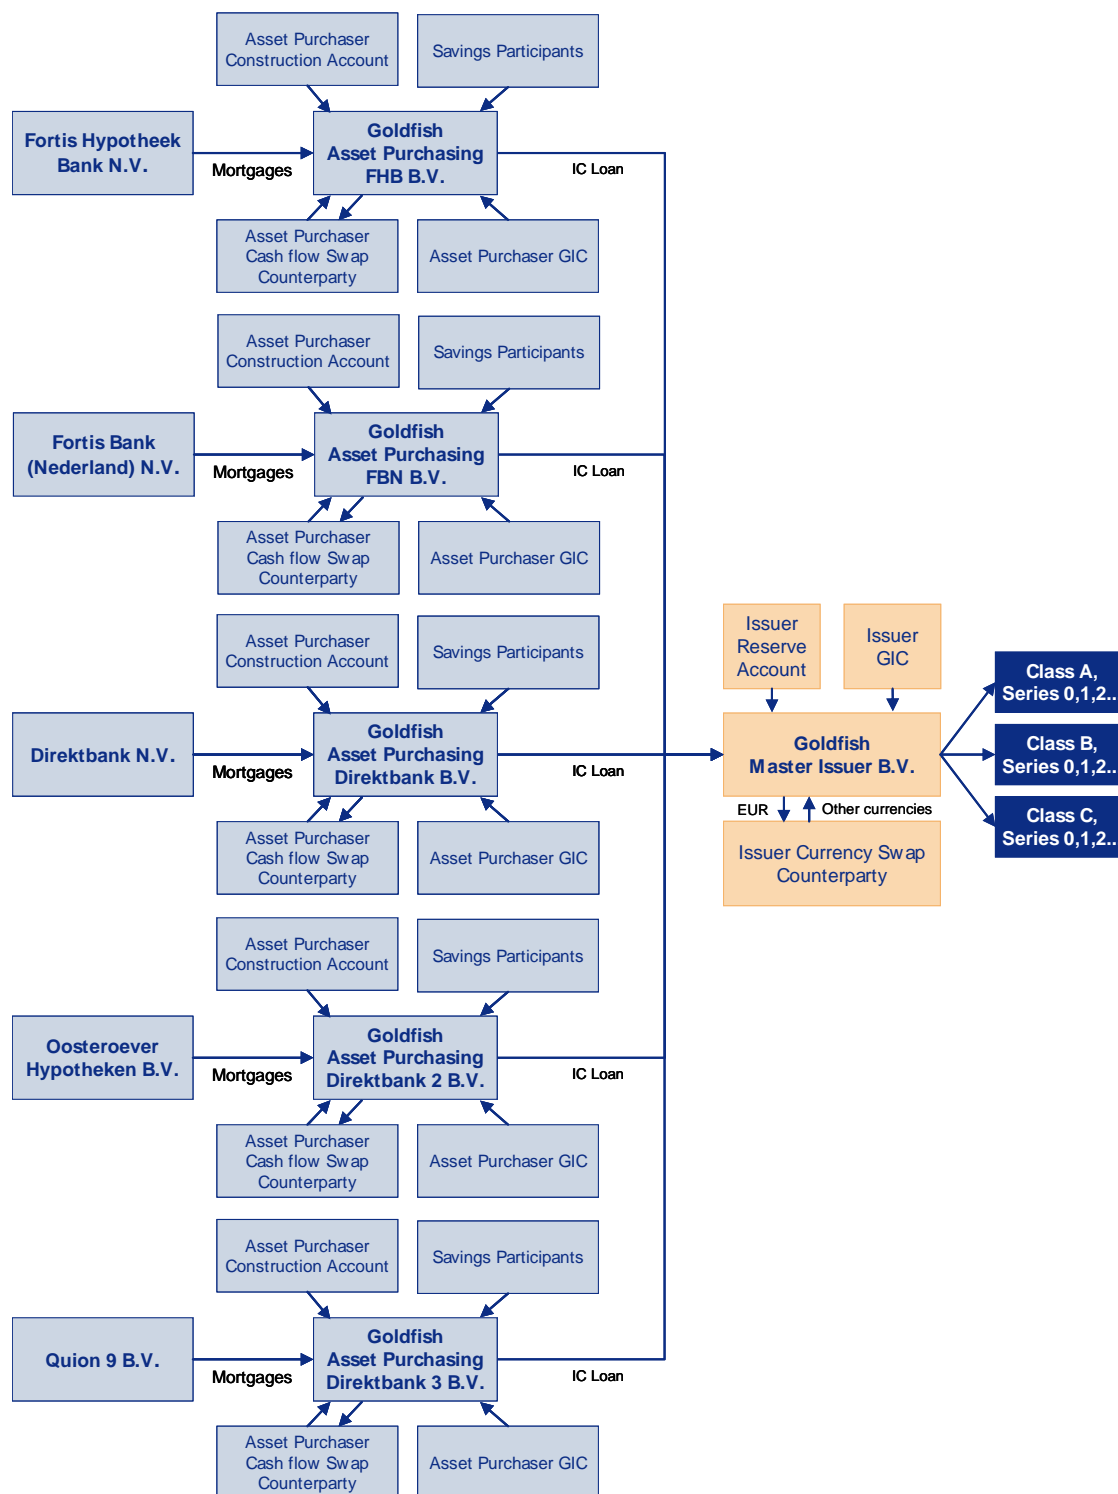 Asset Purchaser
Construction Account
Savings Participants
Fortis Hypotheek
Bank N.V.
Mortgages
Goldfish
Asset Purchasing
FHB B.V.
IC Loan
Asset Purchaser
Cash flow Swap
Counterparty
Asset Purchaser GIC
Asset Purchaser
Construction Account
Savings Participants
Fortis Bank
(Nederland) N.V.
Mortgages
Goldfish
Asset Purchasing
FBN B.V.
IC Loan
Asset Purchaser
Cash flow Swap
Counterparty
Asset Purchaser GIC
Asset Purchaser
Construction Account
Savings Participants
Direktbank N.V.
Mortgages
Goldfish
Asset Purchasing
Direktbank B.V.
IC Loan
Asset Purchaser
Cash flow Swap
Counterparty
Asset Purchaser GIC
Issuer
Reserve
Account
Issuer
GIC
Goldfish
Master Issuer B.V.
EUR
Other currencies
Issuer Currency Swap
Counterparty
Class A,
Series 0,1,2..
Class B,
Series 0,1,2..
Class C,
Series 0,1,2..
Asset Purchaser
Construction Account
Savings Participants
Oosteroever
Hypotheken B.V.
Mortgages
Goldfish
Asset Purchasing
Direktbank 2 B.V.
IC Loan
Asset Purchaser
Cash flow Swap
Counterparty
Asset Purchaser GIC
Asset Purchaser
Construction Account
Savings Participants
Quion 9 B.V.
Mortgages
Goldfish
Asset Purchasing
Direktbank 3 B.V.
IC Loan
Asset Purchaser
Cash flow Swap
Counterparty
Asset Purchaser GIC